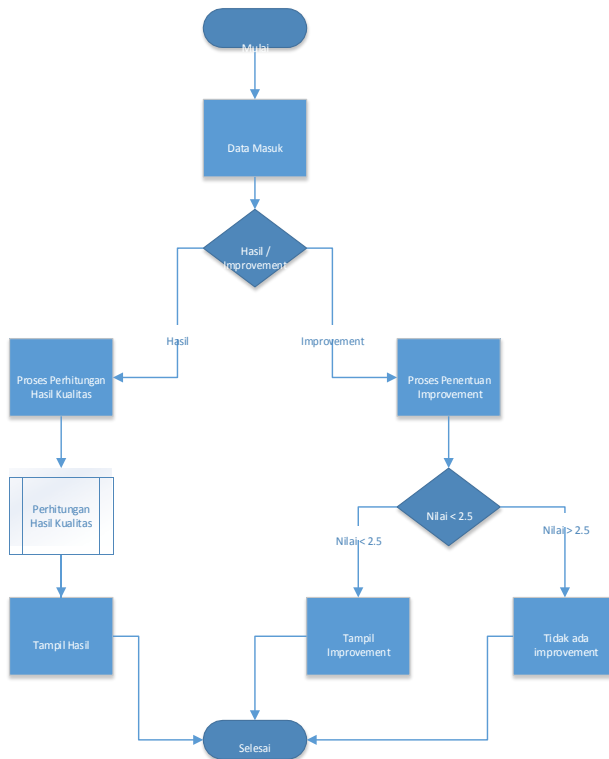 Mulai
Data Masuk
Hasil /
Improvement
Hasil
Improvement
Proses Perhitungan
Hasil Kualitas
Proses Penentuan
Improvement
Perhitungan
Hasil Kualitas
Nilai < 2.5
Nilai < 2.5
Nilai > 2.5
Tampil Hasil
Tampil
Improvement
Tidak ada
improvement
Selesai